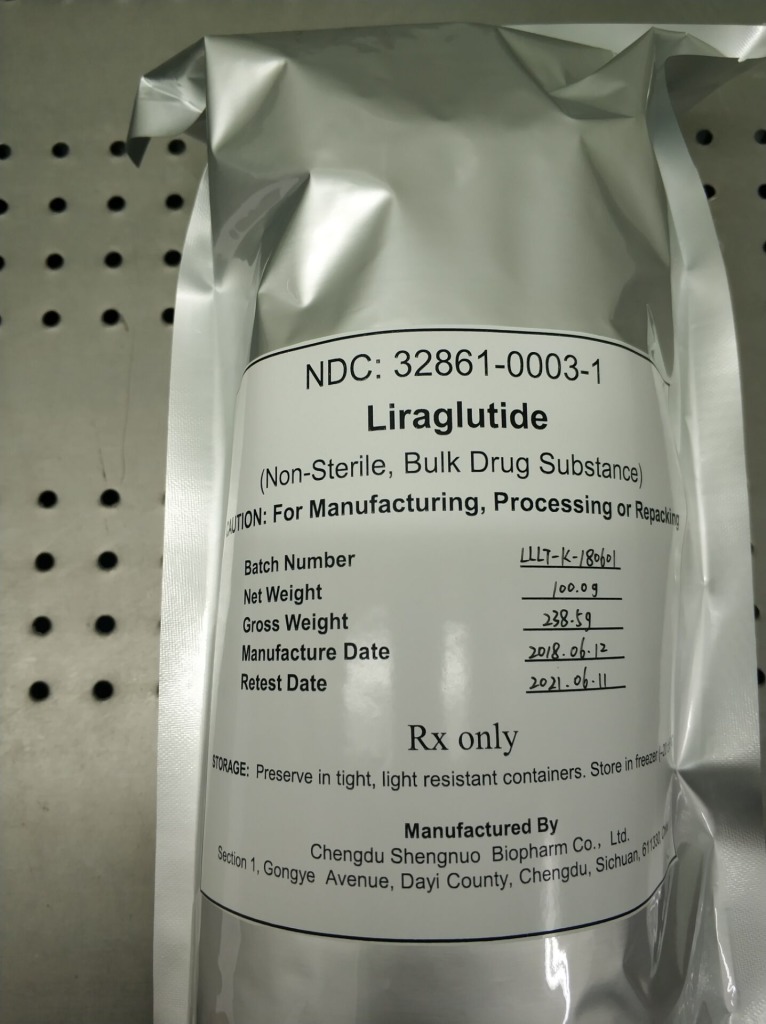 NDC: 32861-0003-1
Liraglutide
(Non-Sterile, Bulk Drug Substance)
For Manufacturing, Processing or Repacking
Batch Number LLLT-K-180601
Net Weight 100.0g
Gross Weight 238.5g
Manufacture Date 2018.06.12
Retest Date 2021.06.11
Rx only
STORAGE: Preserve in tight, light resistant containers. Store in freezer
Manufactured By
Chengdu Shengnuo Biopharm Co., Ltd.
Section 1, Gongye Avenue, Dayi County, Chengdu, Sichuan,